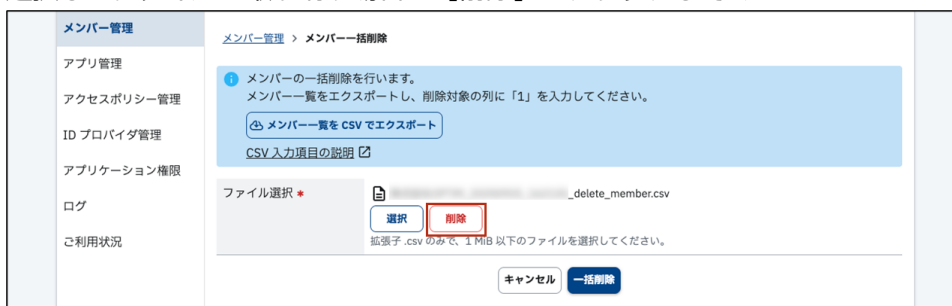 メンバー管理
メンバー管理 > メンバー一括削除
アプリ管理
メンバーの一括削除を行います。
アクセスポリシー管理
メンバー一覧をエクスポートし、削除対象の列に「1」を入力してください。
メンバー一覧を CSV でエクスポート
ID プロバイダ管理
CSV 入力項目の説明
アプリケーション権限
ファイル選択 *
_delete_member.csv
ログ
選択
削除
ご利用状況
拡張子 .csv のみで、1 MiB 以下のファイルを選択してください。
キャンセル
一括削除